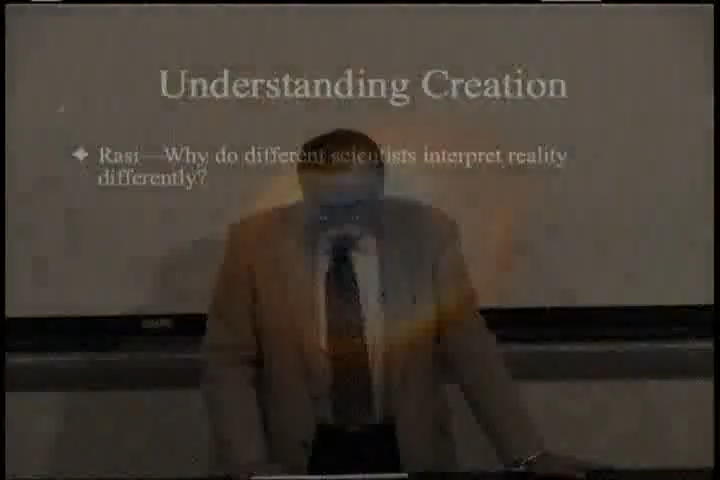 Understanding Creation
Rasi—Why do different scientists interpret reality
differently?